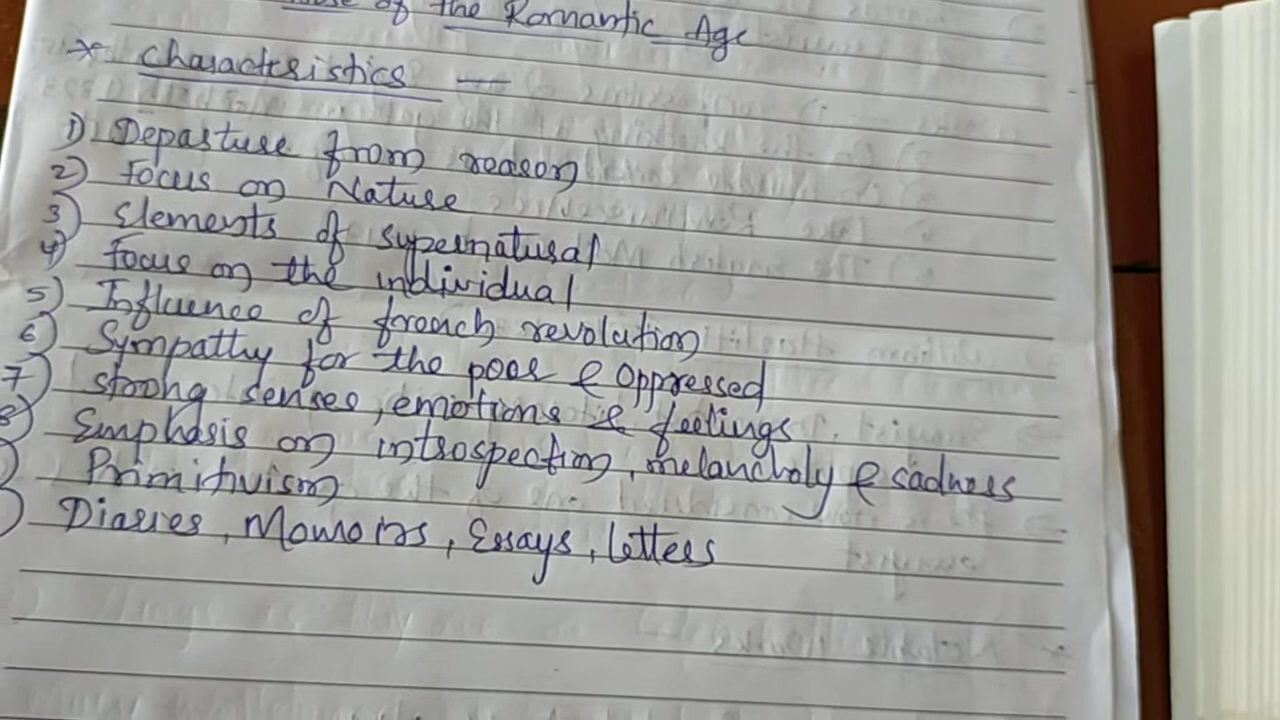 of the Romantic Age
* Characteristics —
1) Departure from reason
2) Focus on Nature
3) Elements of supernatural
4) Focus on the individual
5) Influence of french revolution
6) Sympathy for the poor & Oppressed
7) strong senses, emotions & feelings
8) Emphasis on introspection, melancholy & sadness
) Primitivism
) Diaries, Memoirs, Essays, letters